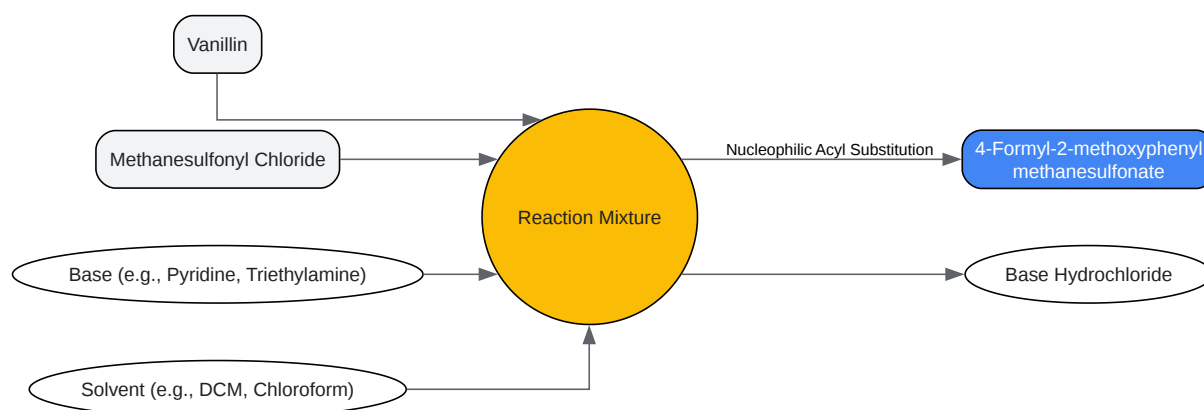 Vanillin
Methanesulfonyl Chloride
Nucleophilic Acyl Substitution
4-Formyl-2-methoxyphenyl
methanesulfonate
Reaction Mixture
Base (e.g., Pyridine, Triethylamine)
Base Hydrochloride
Solvent (e.g., DCM, Chloroform)